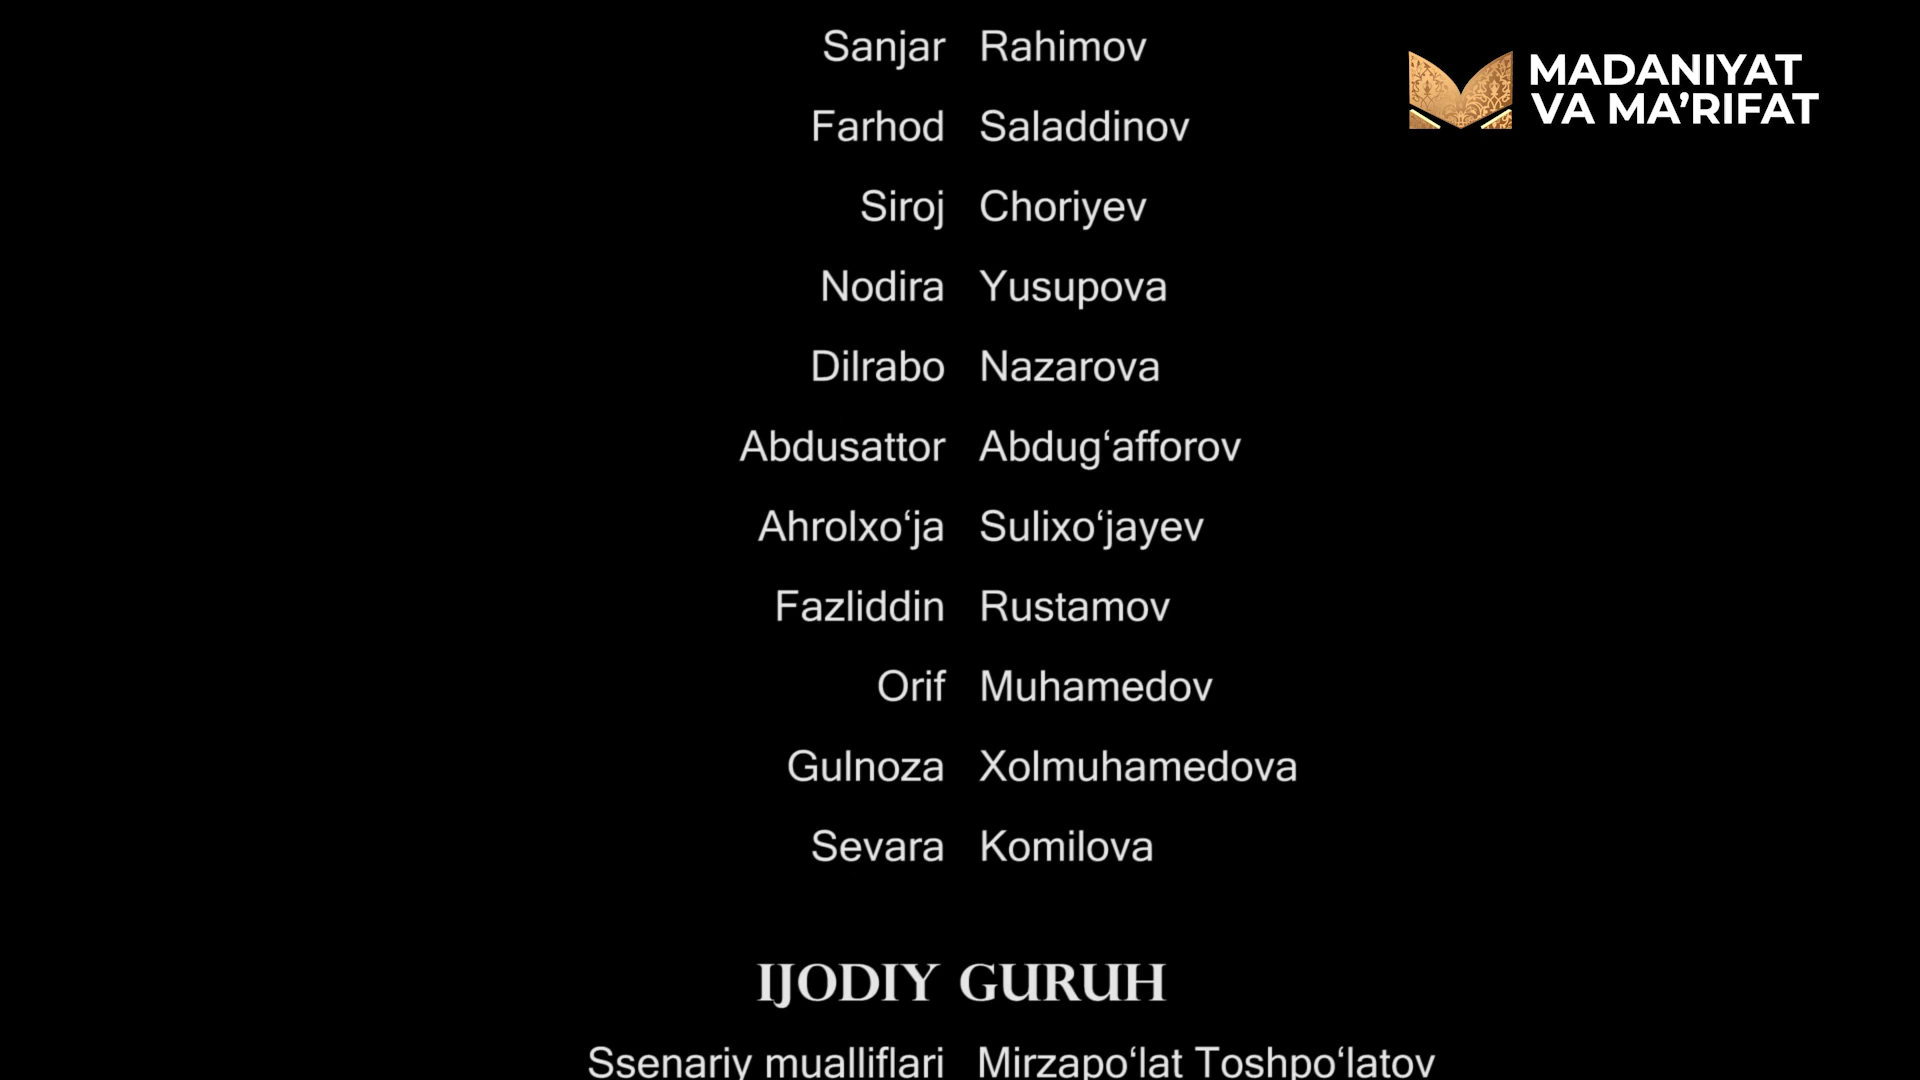 Sanjar Rahimov
MADANIYAT
VA MA’RIFAT
Farhod Saladdinov
Siroj Choriyev
Nodira Yusupova
Dilrabo Nazarova
Abdusattor Abdug‘afforov
Ahrolxo‘ja Sulixo‘jayev
Fazliddin Rustamov
Orif Muhamedov
Gulnoza Xolmuhamedova
Sevara Komilova
IJODIY GURUH
Ssenariy mualliflari Mirzapo‘lat Toshpo‘latov